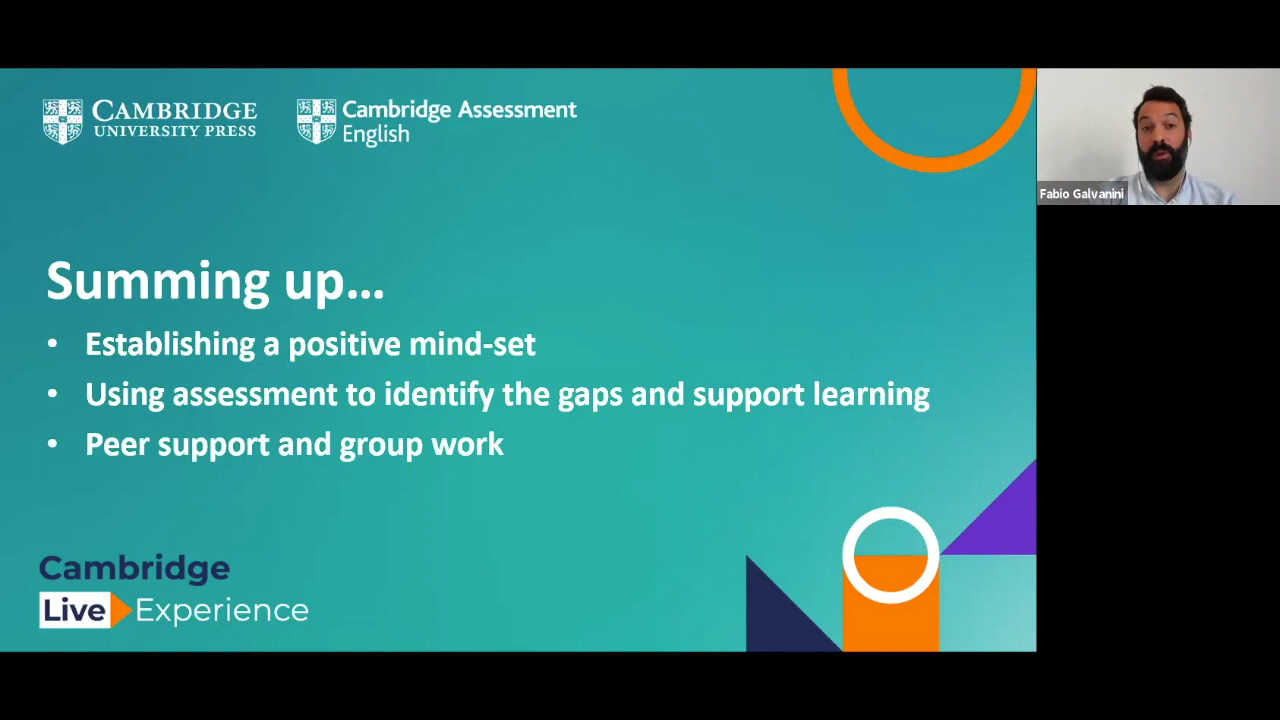 CAMBRIDGE
UNIVERSITY PRESS
Cambridge Assessment
English
Fabio Galvanini
Summing up...
• Establishing a positive mind-set
• Using assessment to identify the gaps and support learning
• Peer support and group work
Cambridge
Live Experience